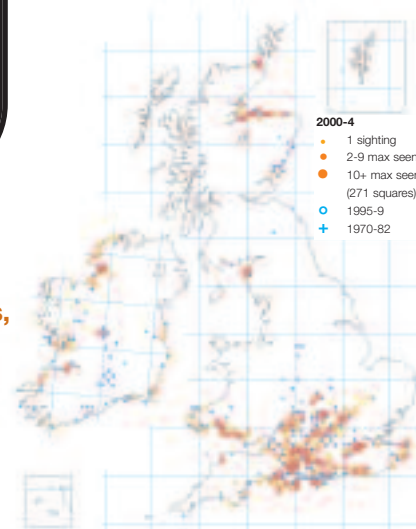 2000-4
1 sighting
2-9 max seen
10+ max seen
(271 squares)
1995-9
1970-82